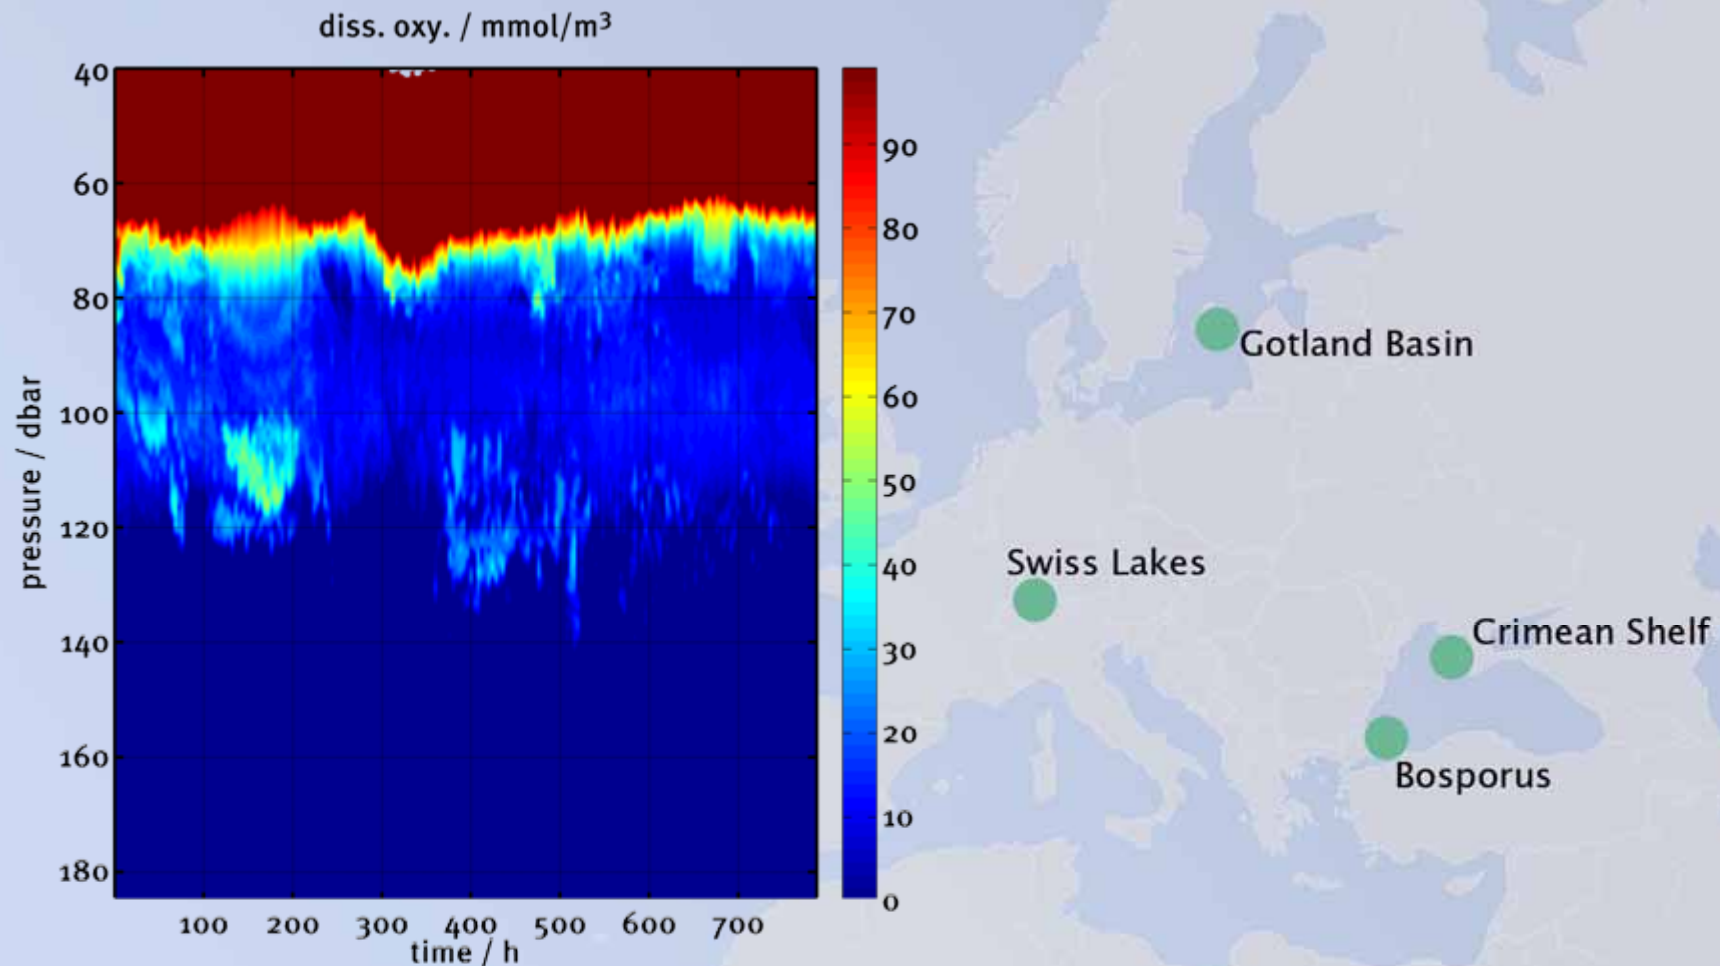 diss. oxy. / mmol/m³
40
60
80
100
120
140
160
180
pressure / dbar
100 200 300 400 500 600 700
time / h
90
80
70
60
50
40
30
20
10
0
Gotland Basin
Swiss Lakes
Crimean Shelf
Bosporus